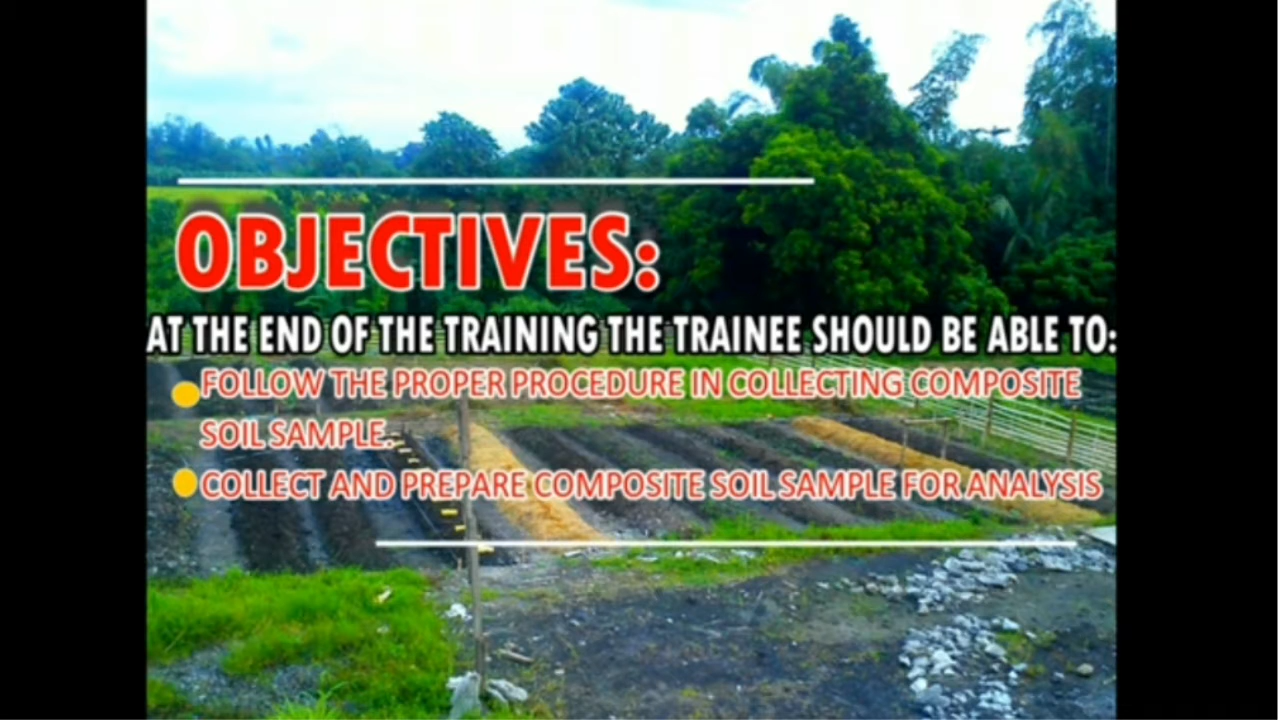 OBJECTIVES:
AT THE END OF THE TRAINING THE TRAINEE SHOULD BE ABLE TO:
FOLLOW THE PROPER PROCEDURE IN COLLECTING COMPOSITE
SOIL SAMPLE.
COLLECT AND PREPARE COMPOSITE SOIL SAMPLE FOR ANALYSIS